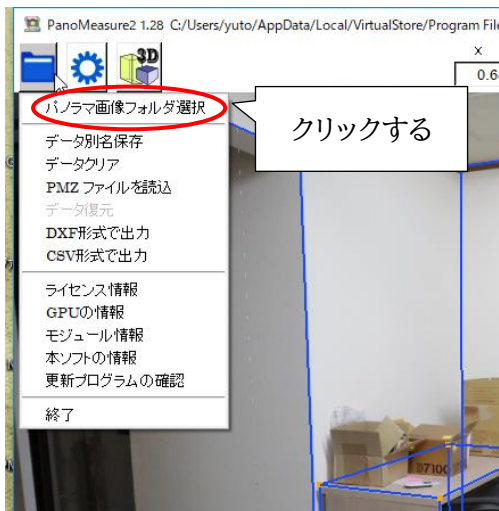 PanoMeasure2 1.28 C:/Users/yuto/AppData/Local/VirtualStore/Program File
3D
x
0.6
パノラマ画像フォルダ選択
クリックする
データ別名保存
データクリア
PMZ ファイルを読込
データ復元
DXF形式で出力
CSV形式で出力
ライセンス情報
GPUの情報
モジュール情報
本ソフトの情報
更新プログラムの確認
終了
D7100